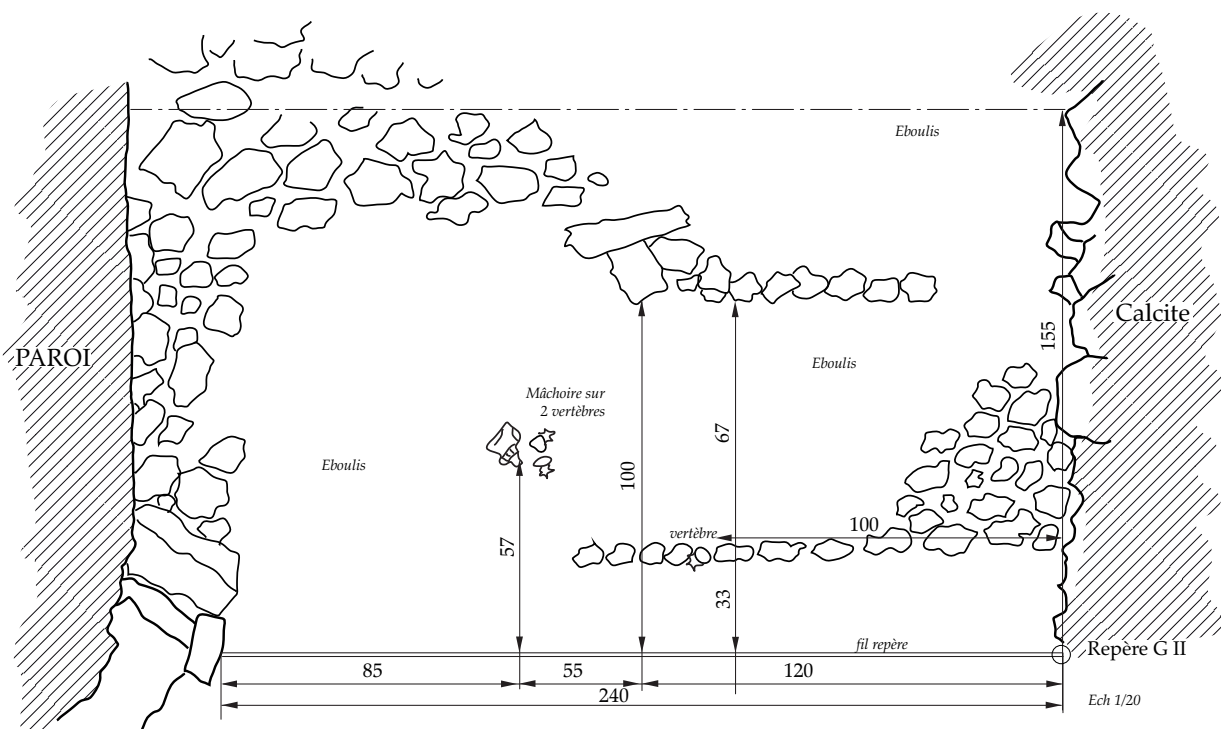 Eboulis
155
Calcite
PAROI
Eboulis
Mâchoire sur
2 vertèbres
67
100
Eboulis
vertèbre
100
57
33
fil repère
Repère G II
85
55
120
240
Ech 1/20